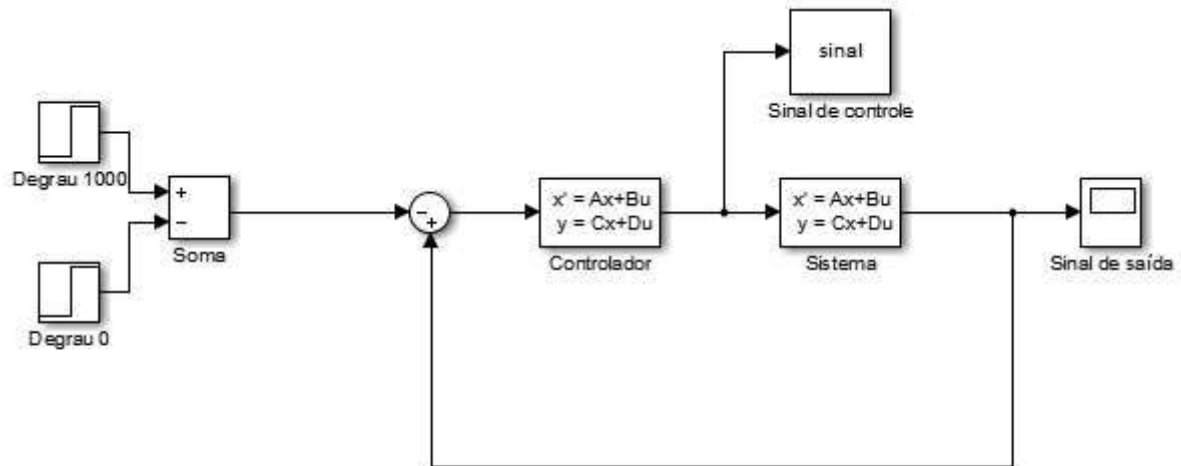 sinal
Sinal de controle
Degrau 1000
+
−
Soma
Degrau 0
−
+
x' = Ax+Bu
y = Cx+Du
Controlador
x' = Ax+Bu
y = Cx+Du
Sistema
Sinal de saída